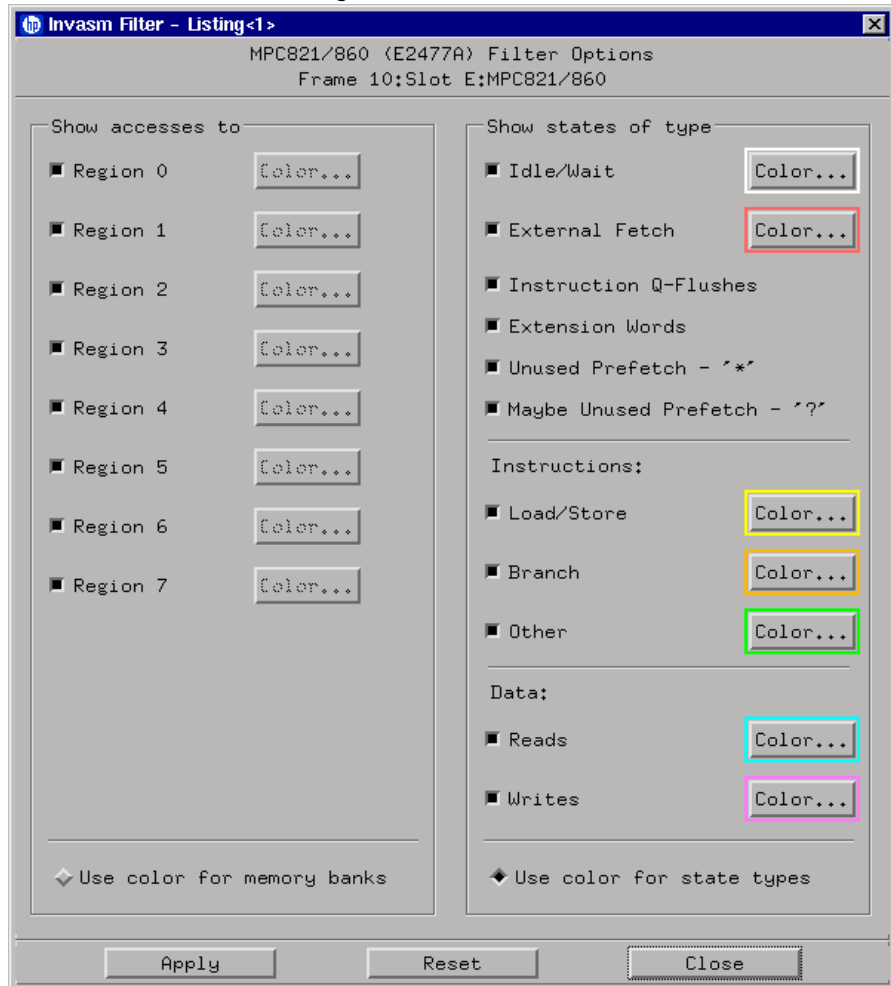 hp Invasm Filter - Listing<1>
MPC821/860 (E2477A) Filter Options
Frame 10:Slot E:MPC821/860
Show accesses to
Region 0 Color...
Region 1 Color...
Region 2 Color...
Region 3 Color...
Region 4 Color...
Region 5 Color...
Region 6 Color...
Region 7 Color...
Use color for memory banks
Show states of type
Idle/Wait Color...
External Fetch Color...
Instruction Q-Flushes
Extension Words
Unused Prefetch - '*'
Maybe Unused Prefetch - '?'
Instructions:
Load/Store Color...
Branch Color...
Other Color...
Data:
Reads Color...
Writes Color...
Use color for state types
Apply Reset Close